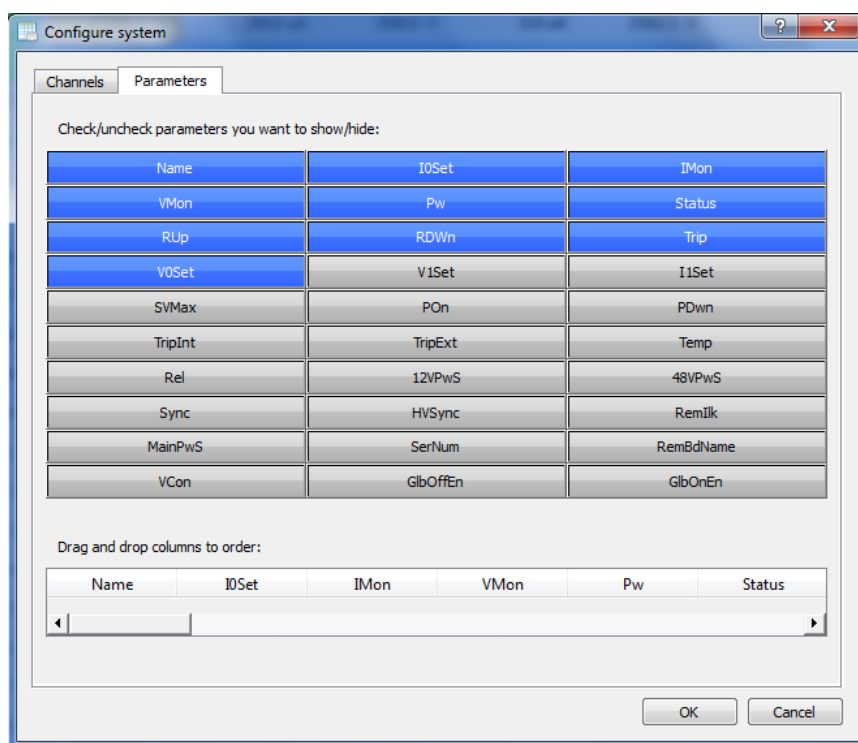 Configure system
Channels Parameters
Check/uncheck parameters you want to show/hide:
Name I0Set IMon
VMon Pw Status
RUp RDWn Trip
V0Set V1Set I1Set
SVMax POn PDwn
TripInt TripExt Temp
Rel 12VPwS 48VPwS
Sync HVSync RemIlk
MainPwS SerNum RemBdName
VCon GlbOffEn GlbOnEn
Drag and drop columns to order:
Name I0Set IMon VMon Pw Status
OK Cancel